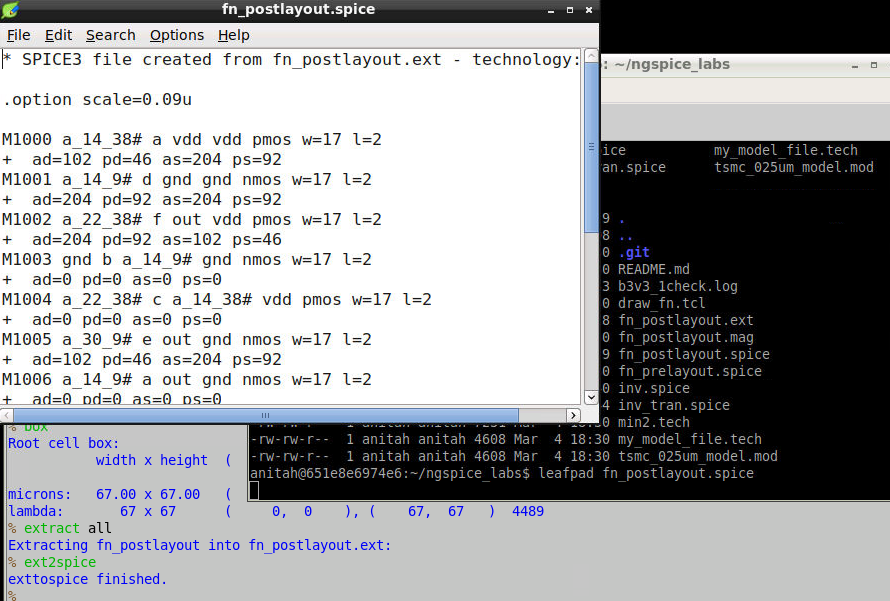 fn_postlayout.spice
File Edit Search Options Help
* SPICE3 file created from fn_postlayout.ext - technology:
.option scale=0.09u
M1000 a_14_38# a vdd vdd pmos w=17 l=2
+ ad=102 pd=46 as=204 ps=92
M1001 a_14_9# d gnd gnd nmos w=17 l=2
+ ad=204 pd=92 as=204 ps=92
M1002 a_22_38# f out vdd pmos w=17 l=2
+ ad=204 pd=92 as=102 ps=46
M1003 gnd b a_14_9# gnd nmos w=17 l=2
+ ad=0 pd=0 as=0 ps=0
M1004 a_22_38# c a_14_38# vdd pmos w=17 l=2
+ ad=0 pd=0 as=0 ps=0
M1005 a_30_9# e out gnd nmos w=17 l=2
+ ad=102 pd=46 as=204 ps=92
M1006 a_14_9# a out gnd nmos w=17 l=2
+ ad=0 pd=0 as=0 ps=0
: ~/ngspice_labs
ice my_model_file.tech
an.spice tsmc_025um_model.mod
9 .
8 ..
0 .git
0 README.md
3 b3v3_1check.log
0 draw_fn.tcl
8 fn_postlayout.ext
0 fn_postlayout.mag
9 fn_postlayout.spice
0 fn_prelayout.spice
0 inv.spice
4 inv_tran.spice
0 min2.tech
-rw-rw-r-- 1 anitah anitah 4608 Mar 4 18:30 my_model_file.tech
-rw-rw-r-- 1 anitah anitah 4608 Mar 4 18:30 tsmc_025um_model.mod
anitah@651e8e6974e6:~/ngspice_labs$ leafpad fn_postlayout.spice
% box
Root cell box:
width x height (
microns: 67.00 x 67.00 (
lambda: 67 x 67 ( 0, 0 ), ( 67, 67 ) 4489
% extract all
Extracting fn_postlayout into fn_postlayout.ext:
% ext2spice
exttospice finished.
%